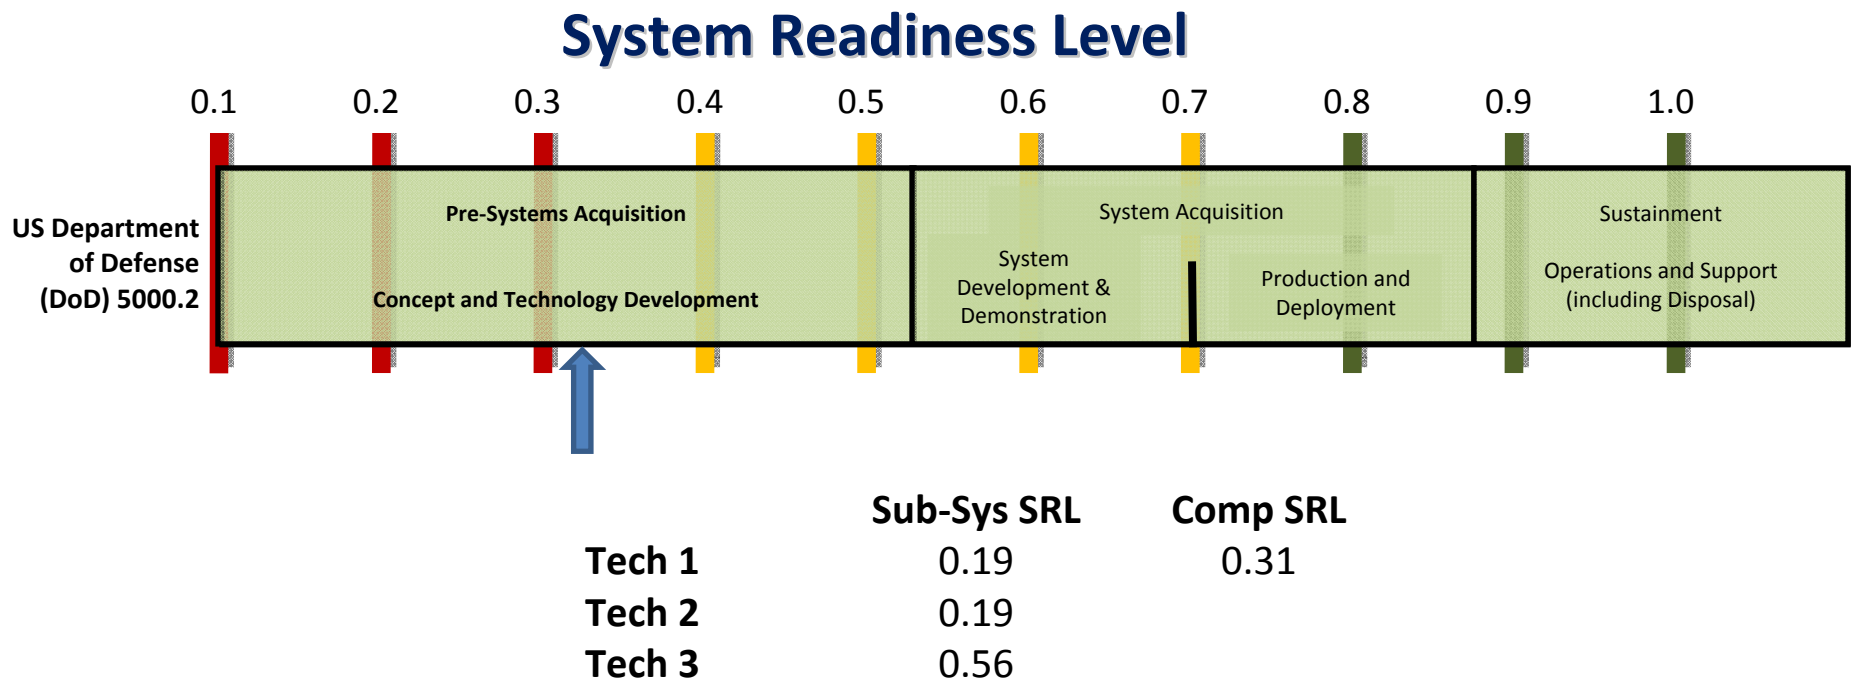 System Readiness Level
0.1 0.2 0.3 0.4 0.5 0.6 0.7 0.8 0.9 1.0
US Department
of Defense
(DoD) 5000.2
Pre-Systems Acquisition
Concept and Technology Development
System Acquisition
System
Development &
Demonstration
Production and
Deployment
Sustainment
Operations and Support
(including Disposal)
Sub-Sys SRL Comp SRL
Tech 1 0.19 0.31
Tech 2 0.19
Tech 3 0.56